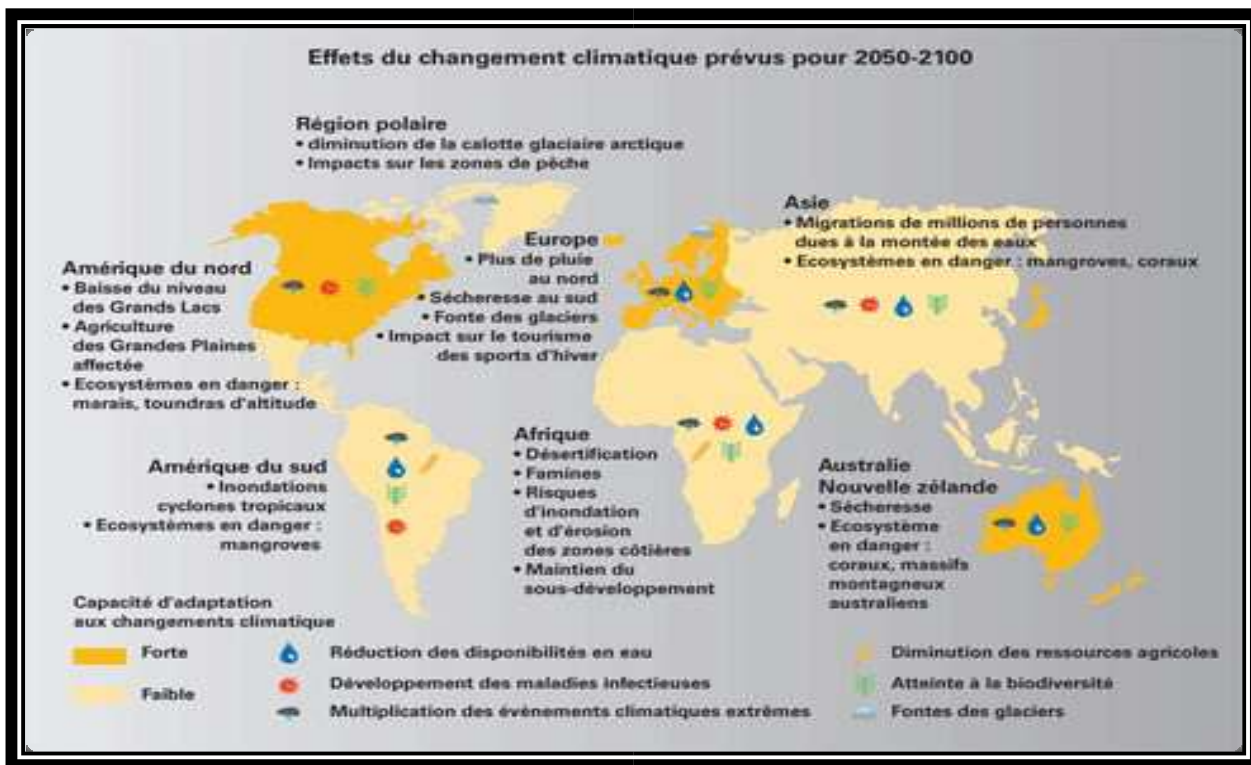 Effets du changement climatique prévus pour 2050-2100
Région polaire
• diminution de la calotte glaciaire arctique
• Impacts sur les zones de pêche
Asie
• Migrations de millions de personnes
dues à la montée des eaux
• Ecosystèmes en danger : mangroves, coraux
Europe
• Plus de pluie
au nord
• Sécheresse au sud
• Fonte des glaciers
• Impact sur le tourisme
des sports d'hiver
Amérique du nord
• Baisse du niveau
des Grands Lacs
• Agriculture
des Grandes Plaines
affectée
• Ecosystèmes en danger :
marais, toundras d'altitude
Amérique du sud
• Inondations
cyclones tropicaux
• Ecosystèmes en danger :
mangroves
Afrique
• Désertification
• Famines
• Risques
d'inondation
et d'érosion
des zones côtières
• Maintien du
sous-développement
Australie
Nouvelle zélande
• Sécheresse
• Ecosystème
en danger :
coraux, massifs
montagneux
australiens
Capacité d'adaptation
aux changements climatique
Forte
Faible
Réduction des disponibilités en eau
Développement des maladies infectieuses
Multiplication des évènements climatiques extrêmes
Diminution des ressources agricoles
Atteinte à la biodiversité
Fontes des glaciers